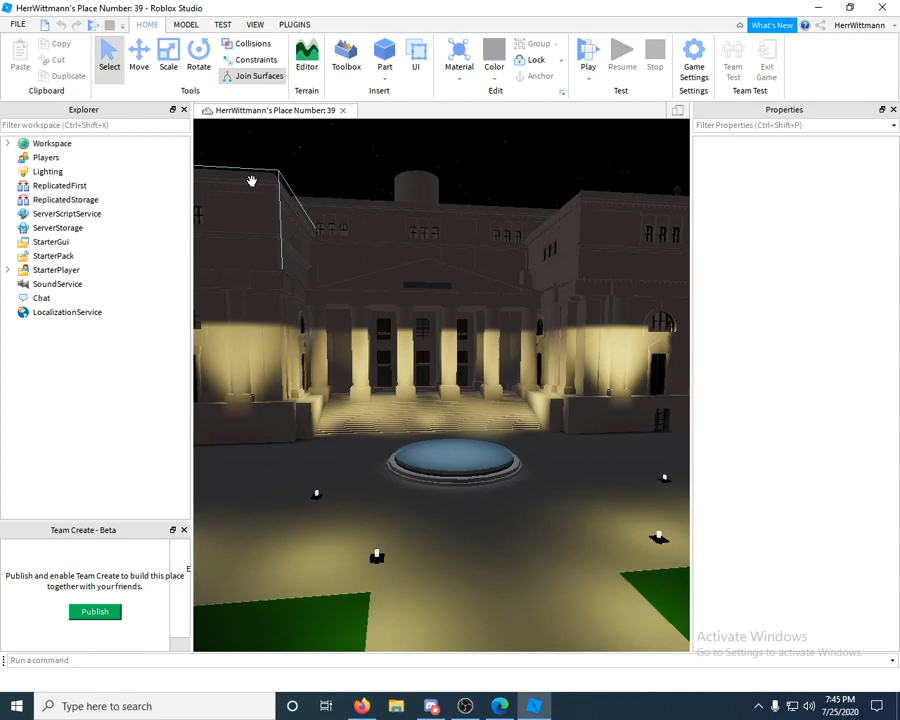 HerrWittmann's Place Number: 39 - Roblox Studio
FILE HOME MODEL TEST VIEW PLUGINS What's New HerrWittmann
Paste Copy Cut Duplicate Select Move Scale Rotate Collisions Constraints Join Surfaces Editor Toolbox Part UI Material Color Group Lock Anchor Play Resume Stop Game Settings Team Test Exit Game
Clipboard Tools Terrain Insert Edit Test Settings Team Test
Explorer
HerrWittmann's Place Number: 39
Properties
Filter workspace (Ctrl+Shift+X)
Filter Properties (Ctrl+Shift+P)
Workspace
Players
Lighting
ReplicatedFirst
ReplicatedStorage
ServerScriptService
ServerStorage
StarterGui
StarterPack
StarterPlayer
SoundService
Chat
LocalizationService
Team Create - Beta
Publish and enable Team Create to build this place
together with your friends.
Publish
Activate Windows
Go to Settings to activate Windows.
Run a command
Type here to search
7:45 PM
7/25/2020